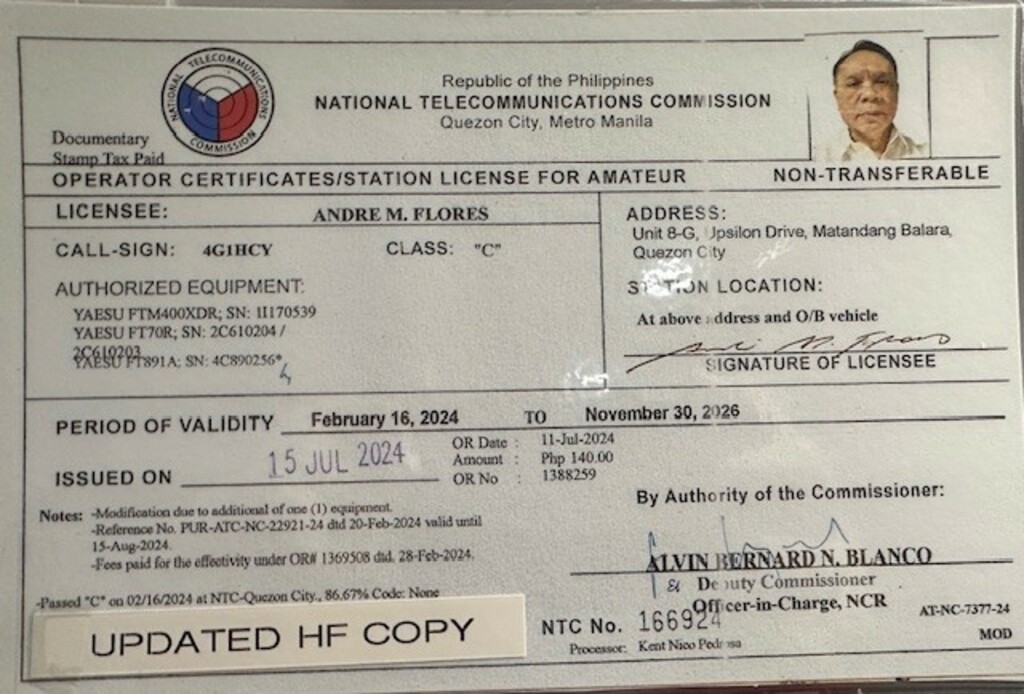 NATIONAL TELECOMMUNICATIONS COMMISSION
Republic of the Philippines
NATIONAL TELECOMMUNICATIONS COMMISSION
Quezon City, Metro Manila
Documentary
Stamp Tax Paid
OPERATOR CERTIFICATES/STATION LICENSE FOR AMATEUR NON-TRANSFERABLE
LICENSEE: ANDRE M. FLORES
CALL-SIGN: 4G1HCY CLASS: "C"
AUTHORIZED EQUIPMENT:
YAESU FTM400XDR; SN: 1I170539
YAESU FT70R; SN: 2C610204 /
2C610203
YAESU FT891A; SN: 4C890256*
ADDRESS:
Unit 8-G, Upsilon Drive, Matandang Balara,
Quezon City
STATION LOCATION:
At above address and O/B vehicle
SIGNATURE OF LICENSEE
PERIOD OF VALIDITY February 16, 2024 TO November 30, 2026
ISSUED ON 15 JUL 2024
OR Date : 11-Jul-2024
Amount : Php 140.00
OR No : 1388259
Notes: -Modification due to additional of one (1) equipment.
-Reference No. PUR-ATC-NC-22921-24 dtd 20-Feb-2024 valid until
15-Aug-2024.
-Fees paid for the effectivity under OR# 1369508 dtd. 28-Feb-2024.
-Passed "C" on 02/16/2024 at NTC-Quezon City., 86.67% Code: None
UPDATED HF COPY
By Authority of the Commissioner:
ALVIN BERNARD N. BLANCO
Deputy Commissioner
Officer-in-Charge, NCR
NTC No. 166924
Processor: Kent Nico Pedrosa
AT-NC-7377-24
MOD